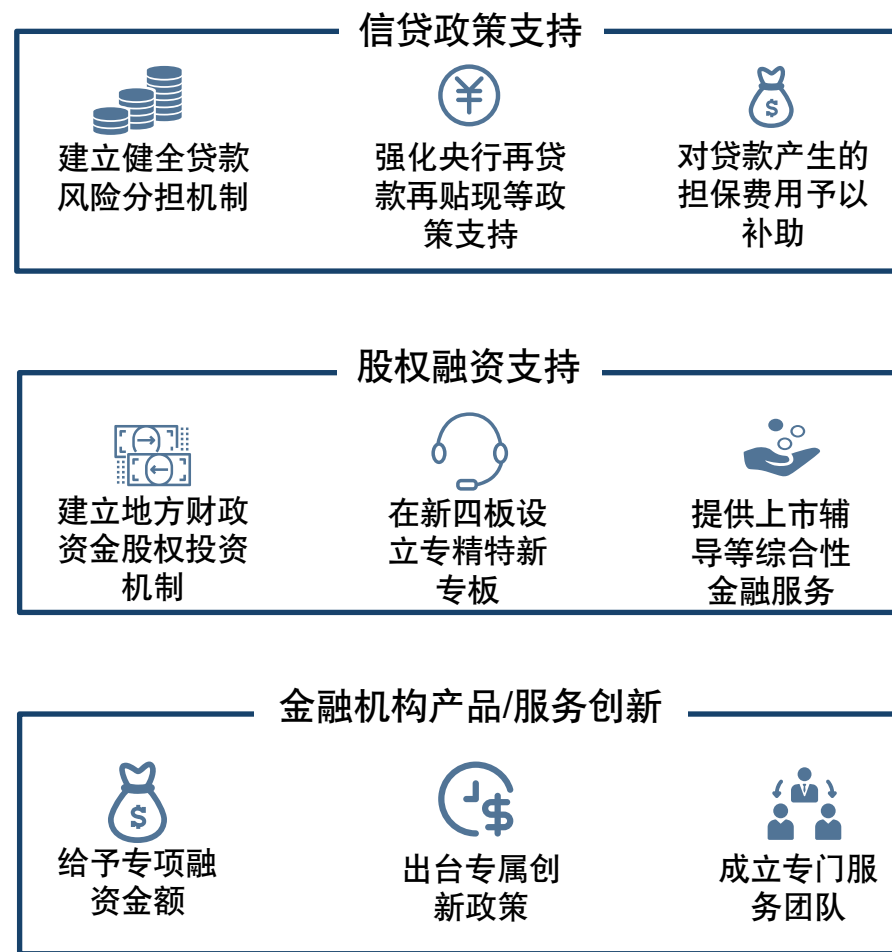 信贷政策支持
建立健全贷款
风险分担机制
强化央行再贷
款再贴现等政
策支持
对贷款产生的
担保费用予以
补助
股权融资支持
建立地方财政
资金股权投资
机制
在新四板设
立专精特新
专板
提供上市辅
导等综合性
金融服务
金融机构产品/服务创新
给予专项融
资金额
出台专属创
新政策
成立专门服
务团队